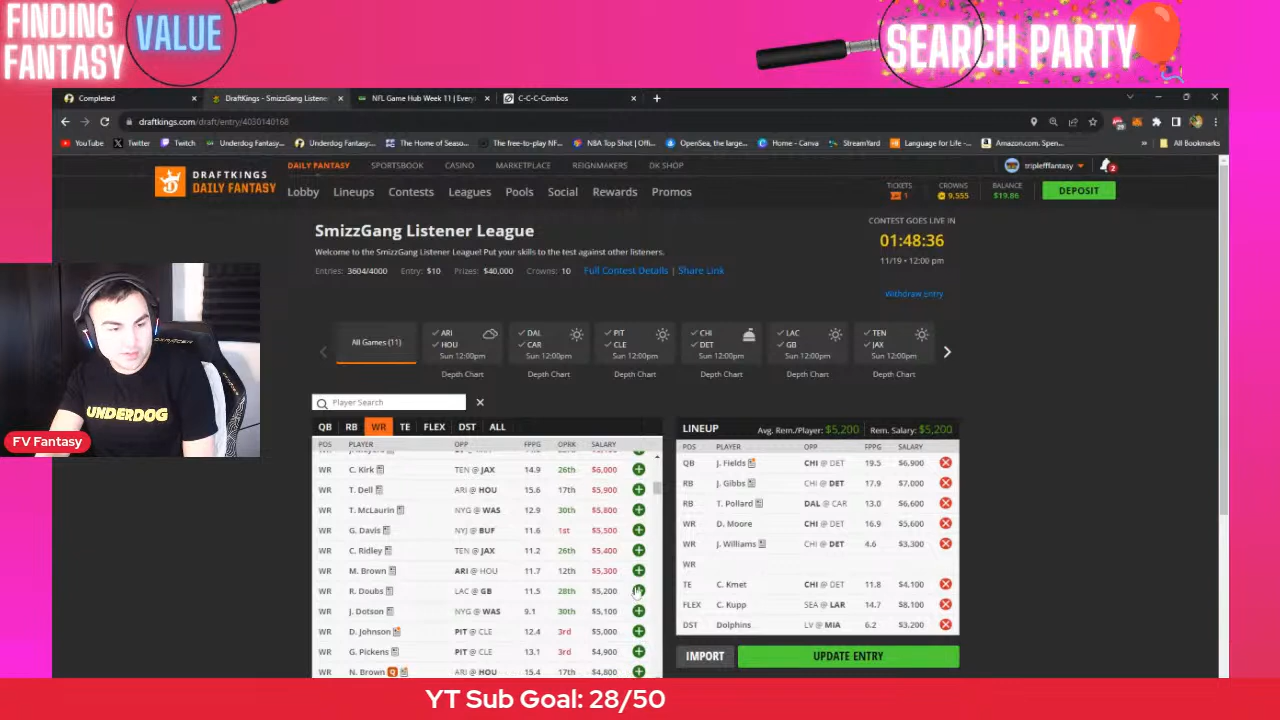 FINDING
FANTASY
VALUE
SEARCH PARTY
Completed
DraftKings - SmizzGang Listener
NFL Game Hub Week 11 | Every
C-C-C-Combos
draftkings.com/draft/entry/4030140168
YouTube
Twitter
Twitch
Underdog Fantasy...
Underdog Fantasy...
The Home of Seaso...
The free-to-play NF...
NBA Top Shot | Offi...
OpenSea, the large...
Home - Canva
StreamYard
Language for Life -...
Amazon.com. Spen...
All Bookmarks
DRAFTKINGS
DAILY FANTASY
DAILY FANTASY SPORTSBOOK CASINO MARKETPLACE REIGNMAKERS DK SHOP
triplefffantasy
2
Lobby Lineups Contests Leagues Pools Social Rewards Promos
TICKETS
1
CROWNS
9,555
BALANCE
$19.86
DEPOSIT
SmizzGang Listener League
Welcome to the SmizzGang Listener League! Put your skills to the test against other listeners.
Entries: 3604/4000 Entry: $10 Prizes: $40,000 Crowns: 10 Full Contest Details | Share Link
CONTEST GOES LIVE IN
01:48:36
11/19 • 12:00 pm
Withdraw entry
All Games (11)
ARI
HOU
Sun 12:00pm
Depth Chart
DAL
CAR
Sun 12:00pm
Depth Chart
PIT
CLE
Sun 12:00pm
Depth Chart
CHI
DET
Sun 12:00pm
Depth Chart
LAC
GB
Sun 12:00pm
Depth Chart
TEN
JAX
Sun 12:00pm
Depth Chart
Player Search
QB RB WR TE FLEX DST ALL
POS PLAYER OPP FPPG OPRK SALARY
WR C. Kirk TEN @ JAX 14.9 26th $6,000
WR T. Dell ARI @ HOU 15.6 17th $5,900
WR T. McLaurin NYG @ WAS 12.9 30th $5,800
WR G. Davis NYJ @ BUF 11.6 1st $5,500
WR C. Ridley TEN @ JAX 11.2 26th $5,400
WR M. Brown ARI @ HOU 11.7 12th $5,300
WR R. Doubs LAC @ GB 11.5 28th $5,200
WR J. Dotson NYG @ WAS 9.1 30th $5,100
WR D. Johnson PIT @ CLE 12.4 3rd $5,000
WR G. Pickens PIT @ CLE 13.1 3rd $4,900
WR N. Brown Q ARI @ HOU 15.4 17th $4,800
LINEUP Avg. Rem./Player: $5,200 Rem. Salary: $5,200
POS PLAYER OPP FPPG SALARY
QB J. Fields CHI @ DET 19.5 $6,900
RB J. Gibbs CHI @ DET 17.9 $7,000
RB T. Pollard DAL @ CAR 13.0 $6,600
WR D. Moore CHI @ DET 16.9 $5,600
WR J. Williams CHI @ DET 4.6 $3,300
WR
TE C. Kmet CHI @ DET 11.8 $4,100
FLEX C. Kupp SEA @ LAR 14.7 $8,100
DST Dolphins LV @ MIA 6.2 $3,200
IMPORT
UPDATE ENTRY
UNDERDOG
FV Fantasy
YT Sub Goal: 28/50